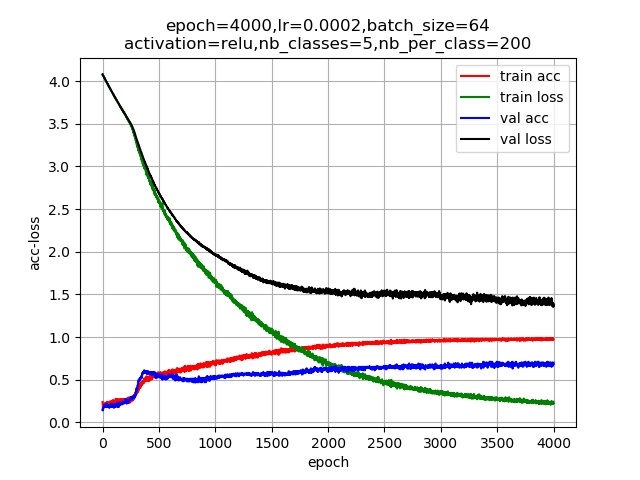 epoch=4000,lr=0.0002,batch_size=64
activation=relu,nb_classes=5,nb_per_class=200
train acc
train loss
val acc
val loss
acc-loss
4.0
3.5
3.0
2.5
2.0
1.5
1.0
0.5
0.0
0 500 1000 1500 2000 2500 3000 3500 4000
epoch